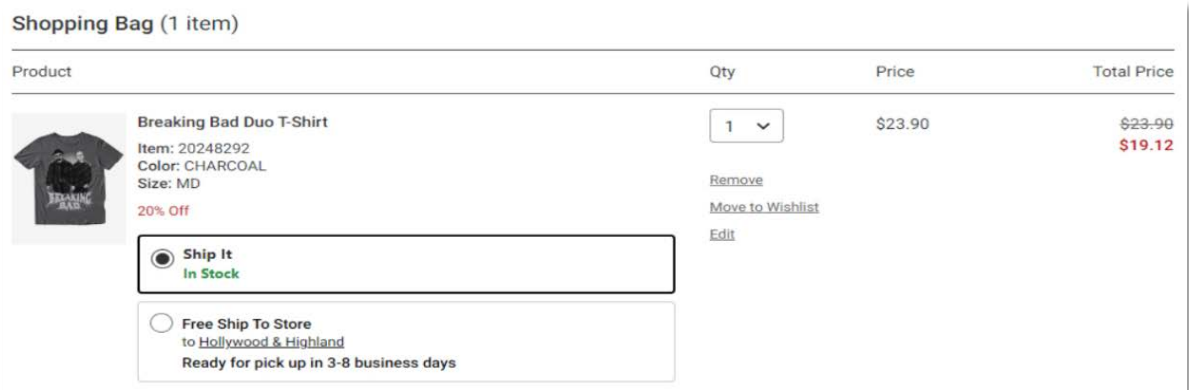 Shopping Bag (1 item)
Product Qty Price Total Price
Breaking Bad Duo T-Shirt
Item: 20248292
Color: CHARCOAL
Size: MD
20% Off
BREAKING
BAD
1
Remove
Move to Wishlist
Edit
$23.90
$23.90
$19.12
Ship It
In Stock
Free Ship To Store
to Hollywood & Highland
Ready for pick up in 3-8 business days